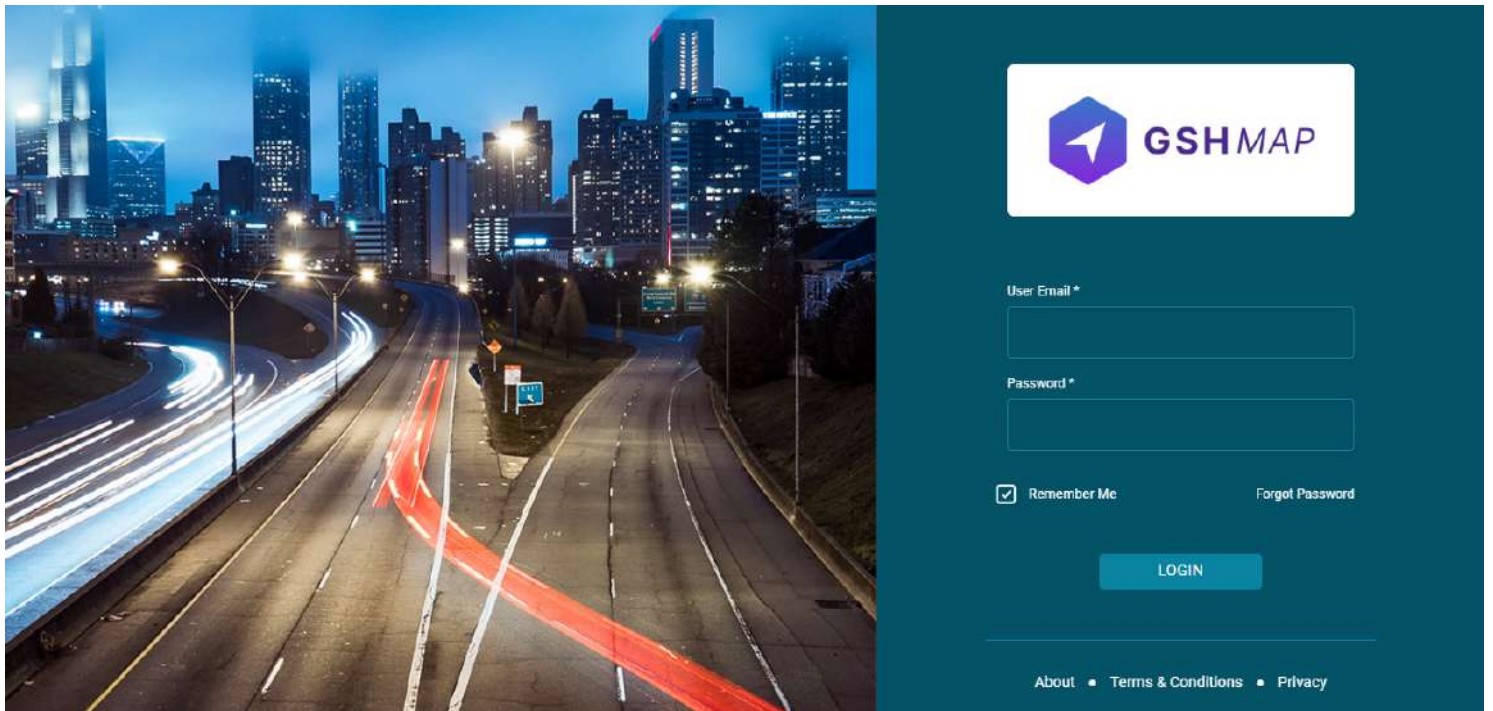 GSHMAP
User Email *
Password *
Remember Me
Forgot Password
LOGIN
About • Terms & Conditions • Privacy